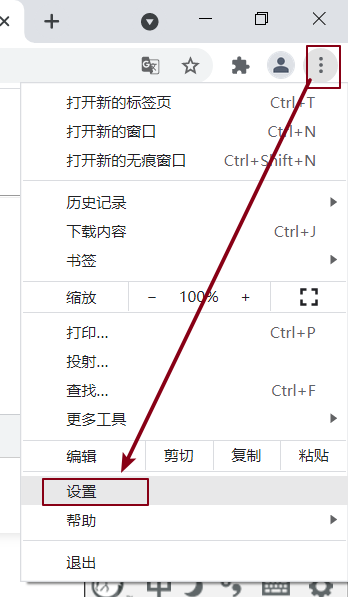 打开新的标签页 Ctrl+T
打开新的窗口 Ctrl+N
打开新的无痕窗口 Ctrl+Shift+N
历史记录
下载内容 Ctrl+J
书签
缩放 − 100% +
打印... Ctrl+P
投射...
查找... Ctrl+F
更多工具
编辑 剪切 复制 粘贴
设置
帮助
退出
中